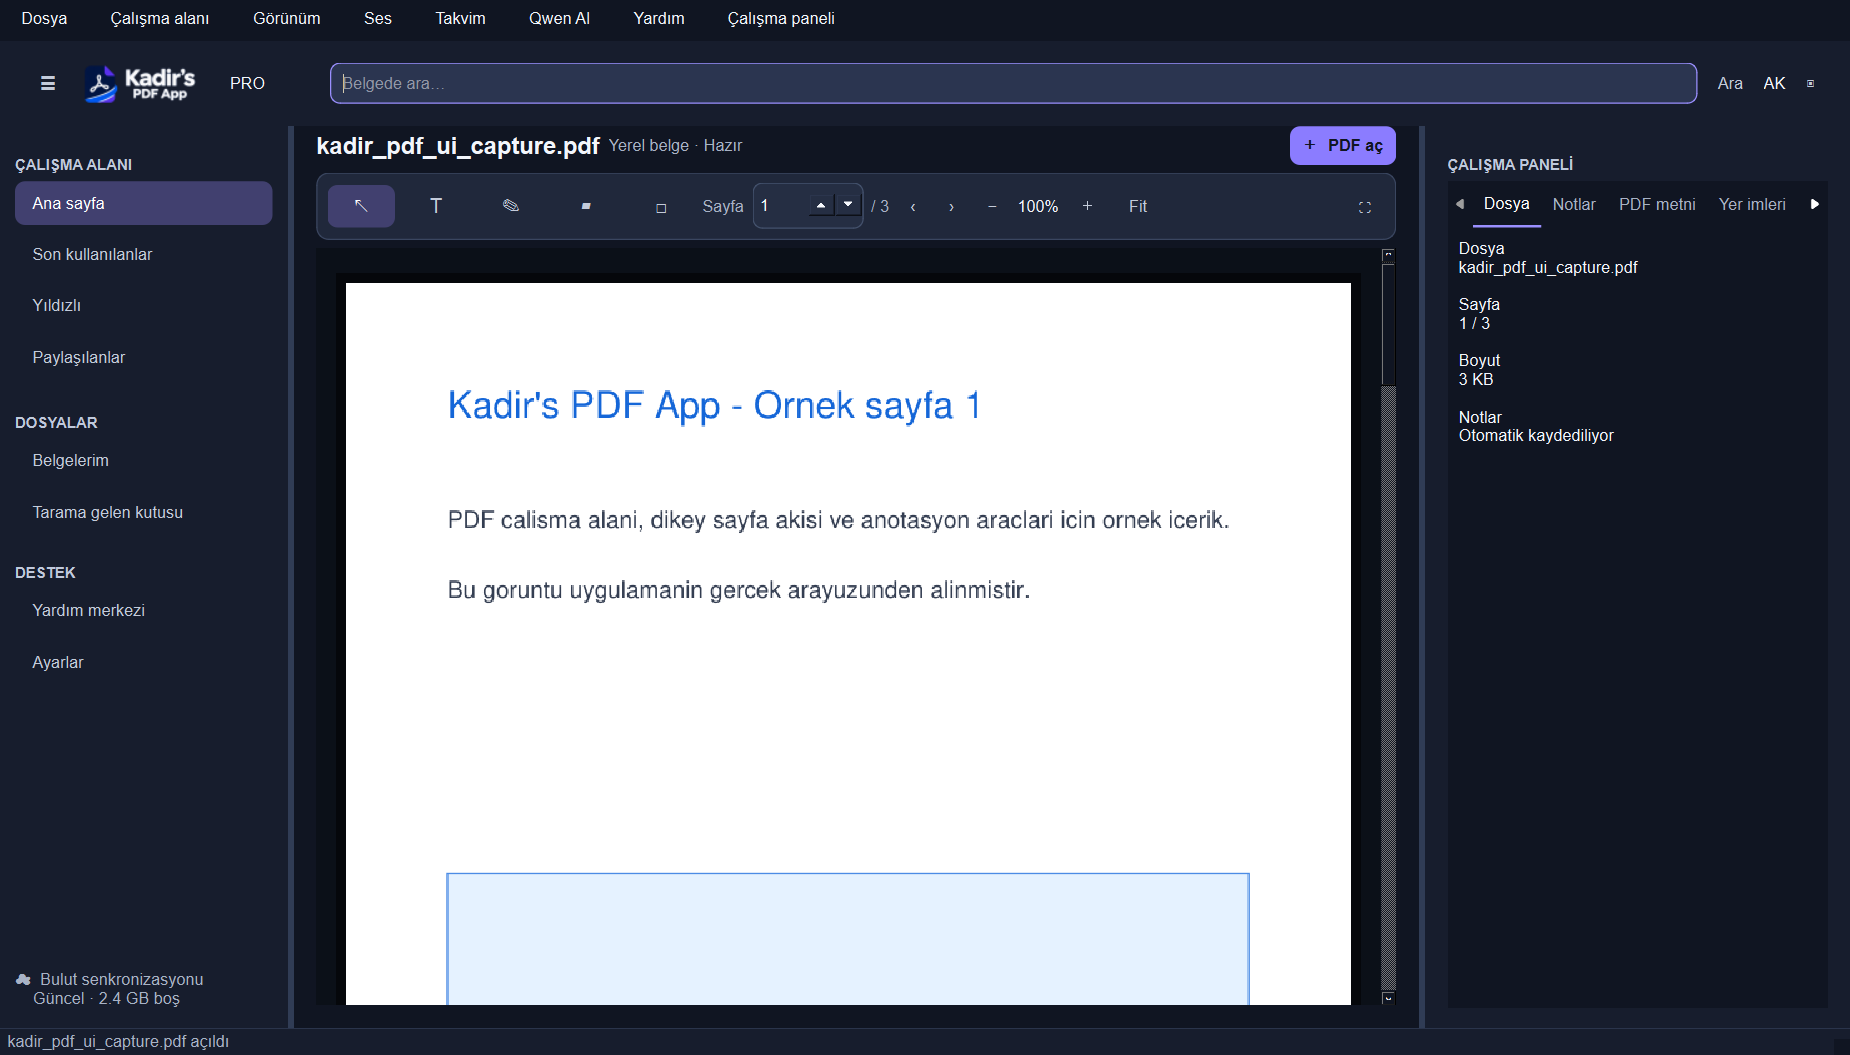 Dosya Çalışma alanı Görünüm Ses Takvim Qwen AI Yardım Çalışma paneli
Kadir's
PDF App
PRO
Belgede ara...
Ara AK
ÇALIŞMA ALANI
Ana sayfa
Son kullanılanlar
Yıldızlı
Paylaşılanlar
DOSYALAR
Belgelerim
Tarama gelen kutusu
DESTEK
Yardım merkezi
Ayarlar
Bulut senkronizasyonu
Güncel · 2.4 GB boş
kadir_pdf_ui_capture.pdf Yerel belge · Hazır
+ PDF aç
T Sayfa 1 / 3 ‹ › − 100% + Fit
Kadir's PDF App - Ornek sayfa 1
PDF calisma alani, dikey sayfa akisi ve anotasyon araclari icin ornek icerik.
Bu goruntu uygulamanin gercek arayuzunden alinmistir.
ÇALIŞMA PANELİ
Dosya Notlar PDF metni Yer imleri
Dosya
kadir_pdf_ui_capture.pdf
Sayfa
1 / 3
Boyut
3 KB
Notlar
Otomatik kaydediliyor
kadir_pdf_ui_capture.pdf açıldı